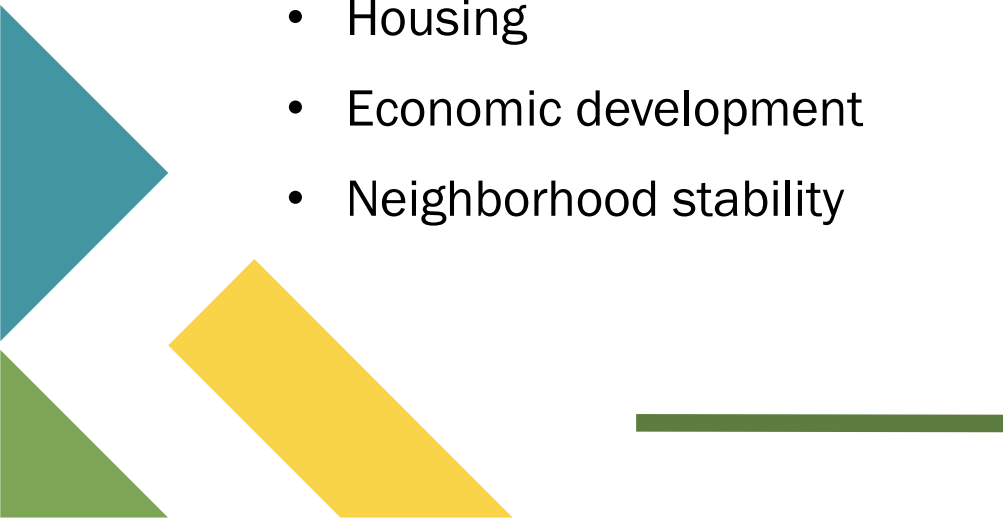 • Housing
• Economic development
• Neighborhood stability